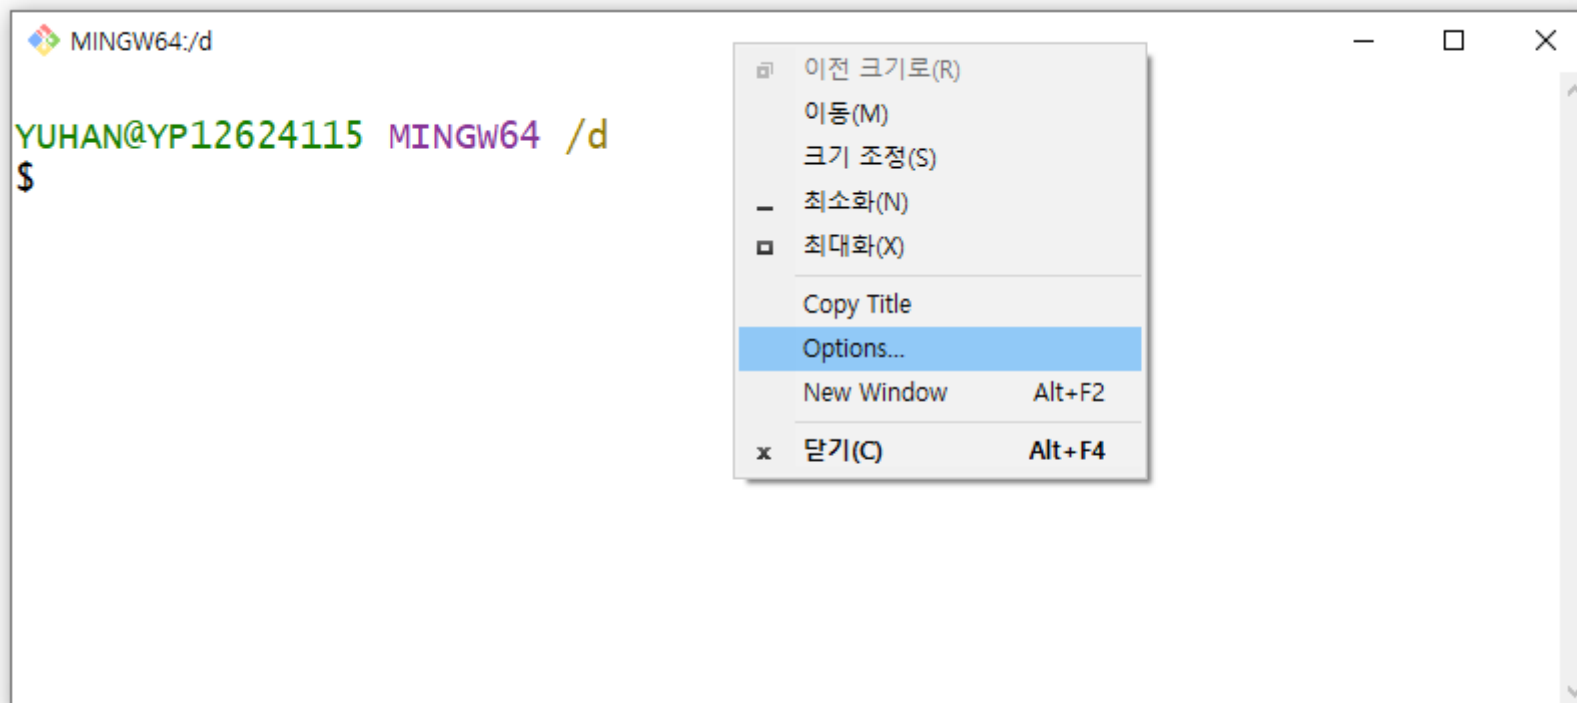 MINGW64:/d
YUHAN@YP12624115 MINGW64 /d
$
이전 크기로(R)
이동(M)
크기 조정(S)
최소화(N)
최대화(X)
Copy Title
Options...
New Window Alt+F2
닫기(C) Alt+F4